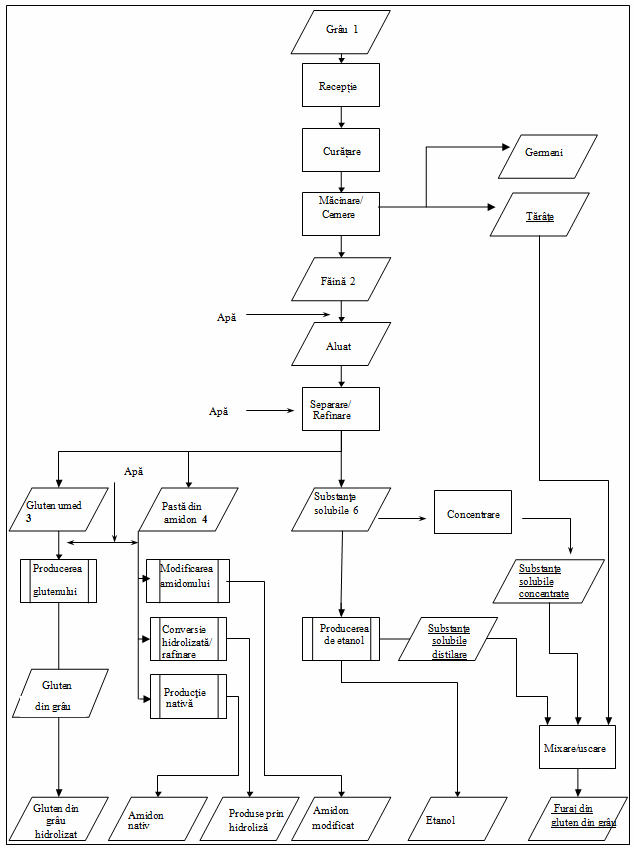 Grâu 1
Recepție
Curățare
Măcinare/
Cernere
Germeni
Tărâțe
Făină 2
Apă
Aluat
Apă
Separare/
Refinare
Gluten umed
3
Apă
Pastă din
amidon 4
Substanțe
solubile 6
Concentrare
Producerea
glutenului
Modificarea
amidonului
Substanțe
solubile
concentrate
Conversie
hidrolizată/
rafinare
Producerea
de etanol
Substanțe
solubile
distilare
Gluten
din grâu
Producție
nativă
Mixare/uscare
Gluten din
grâu
hidrolizat
Amidon
nativ
Produse prin
hidroliză
Amidon
modificat
Etanol
Furaj din
gluten din grâu